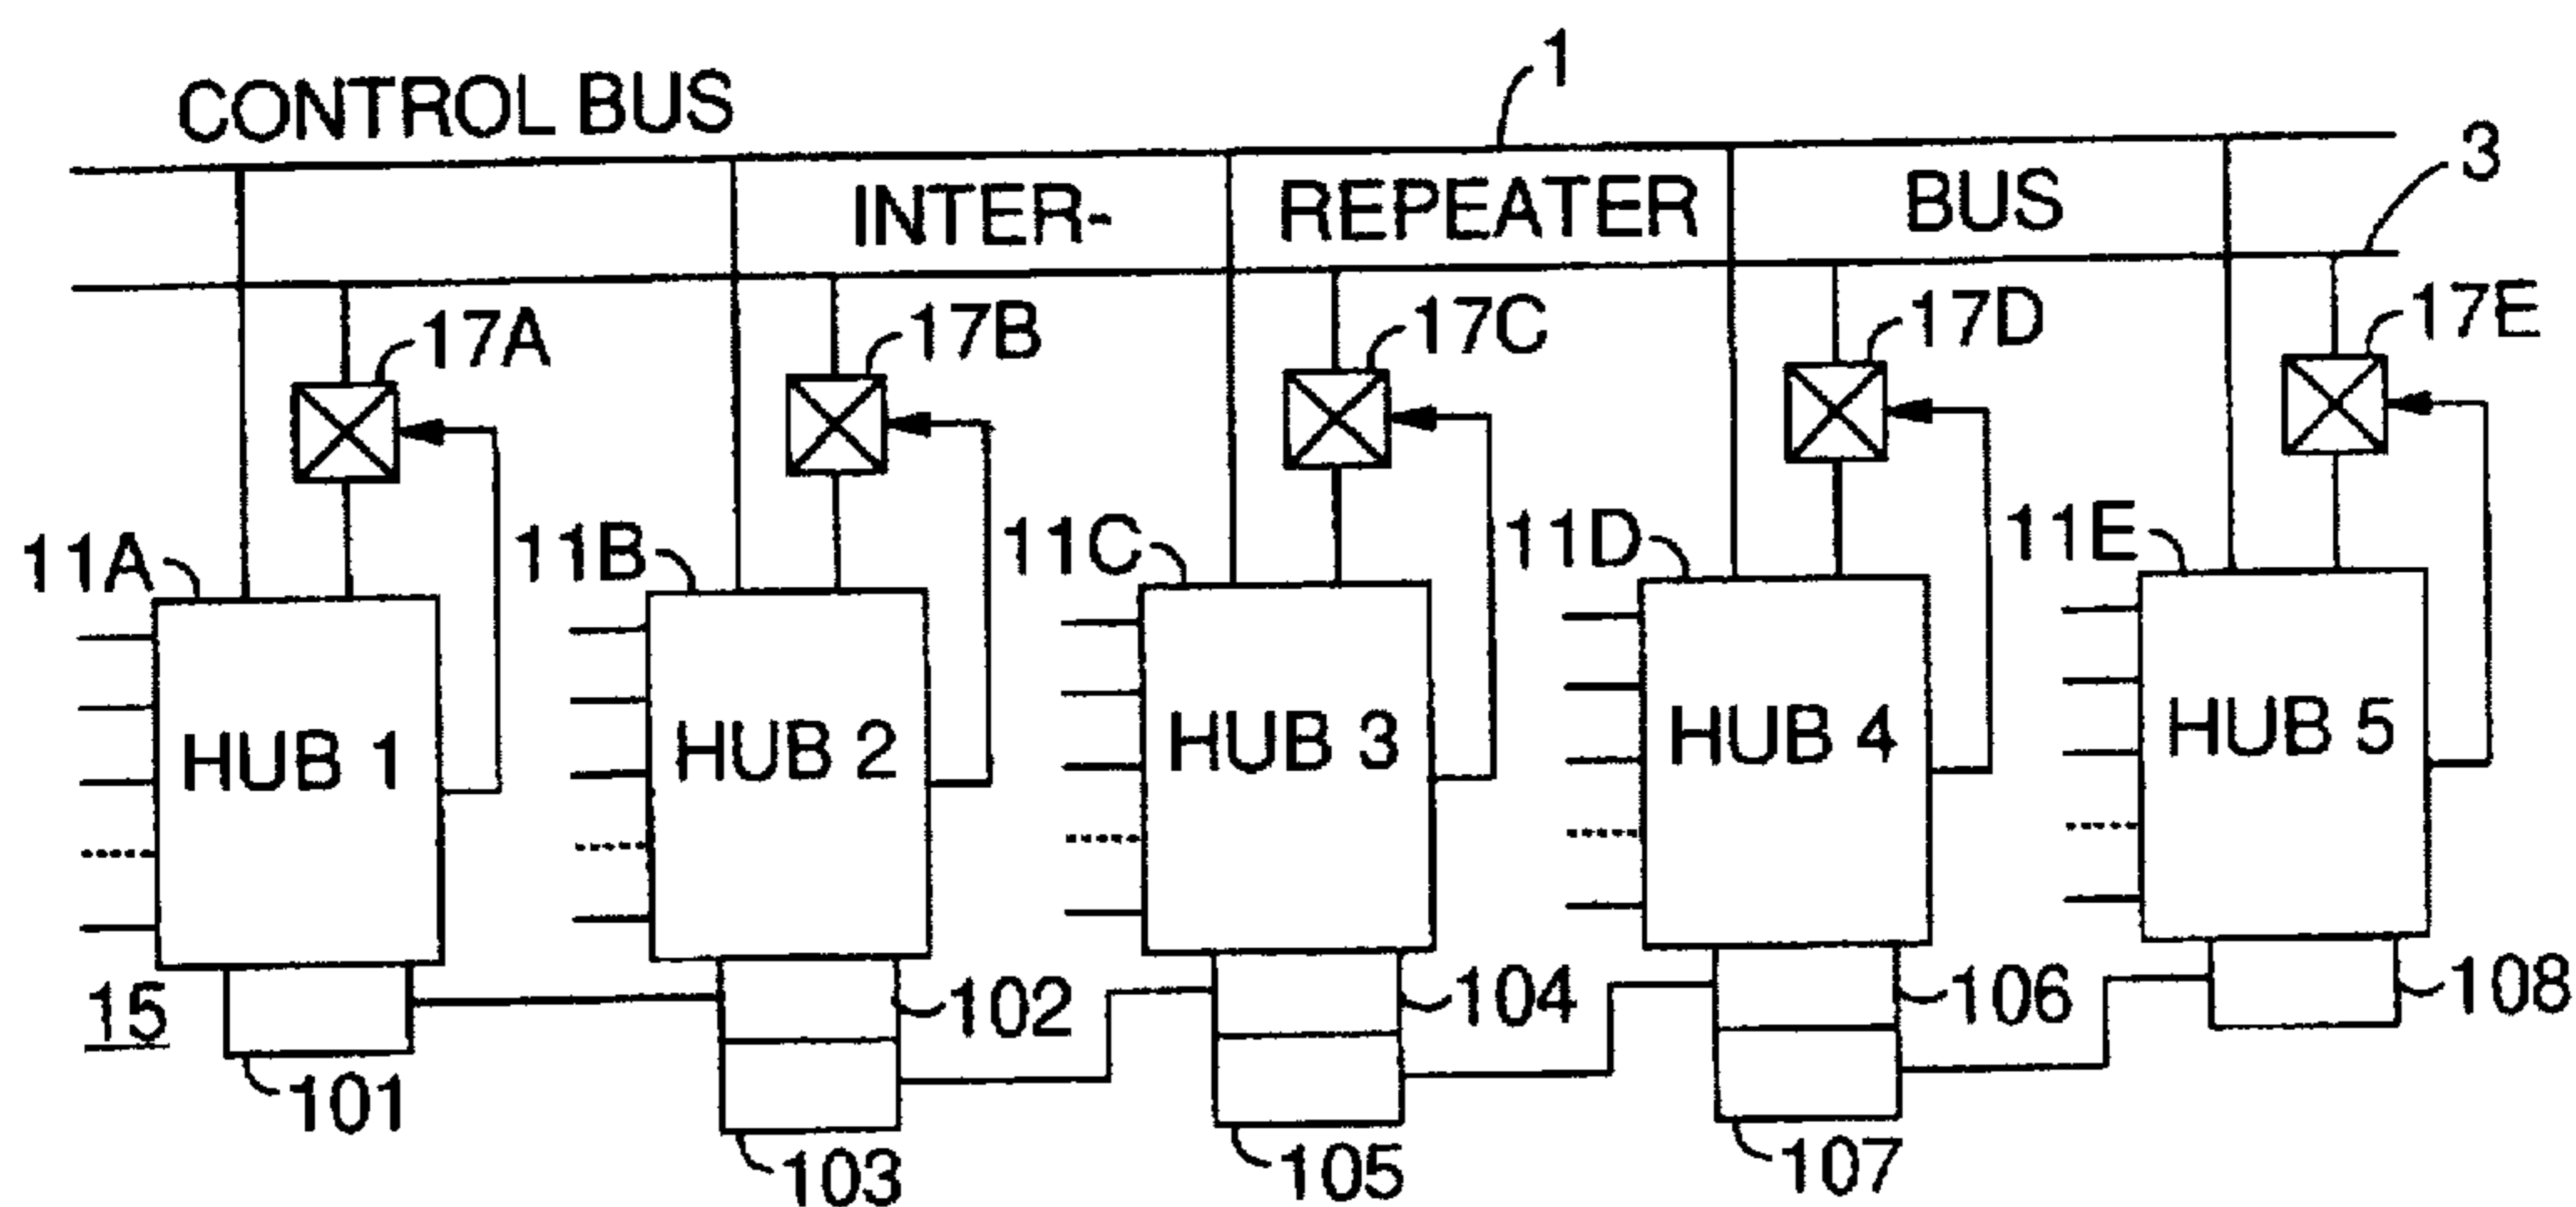 1
CONTROL BUS
3
INTER- REPEATER BUS
17A 17B 17C 17D 17E
11A 11B 11C 11D 11E
HUB 1 HUB 2 HUB 3 HUB 4 HUB 5
15 102 104 106 108
101 103 105 107